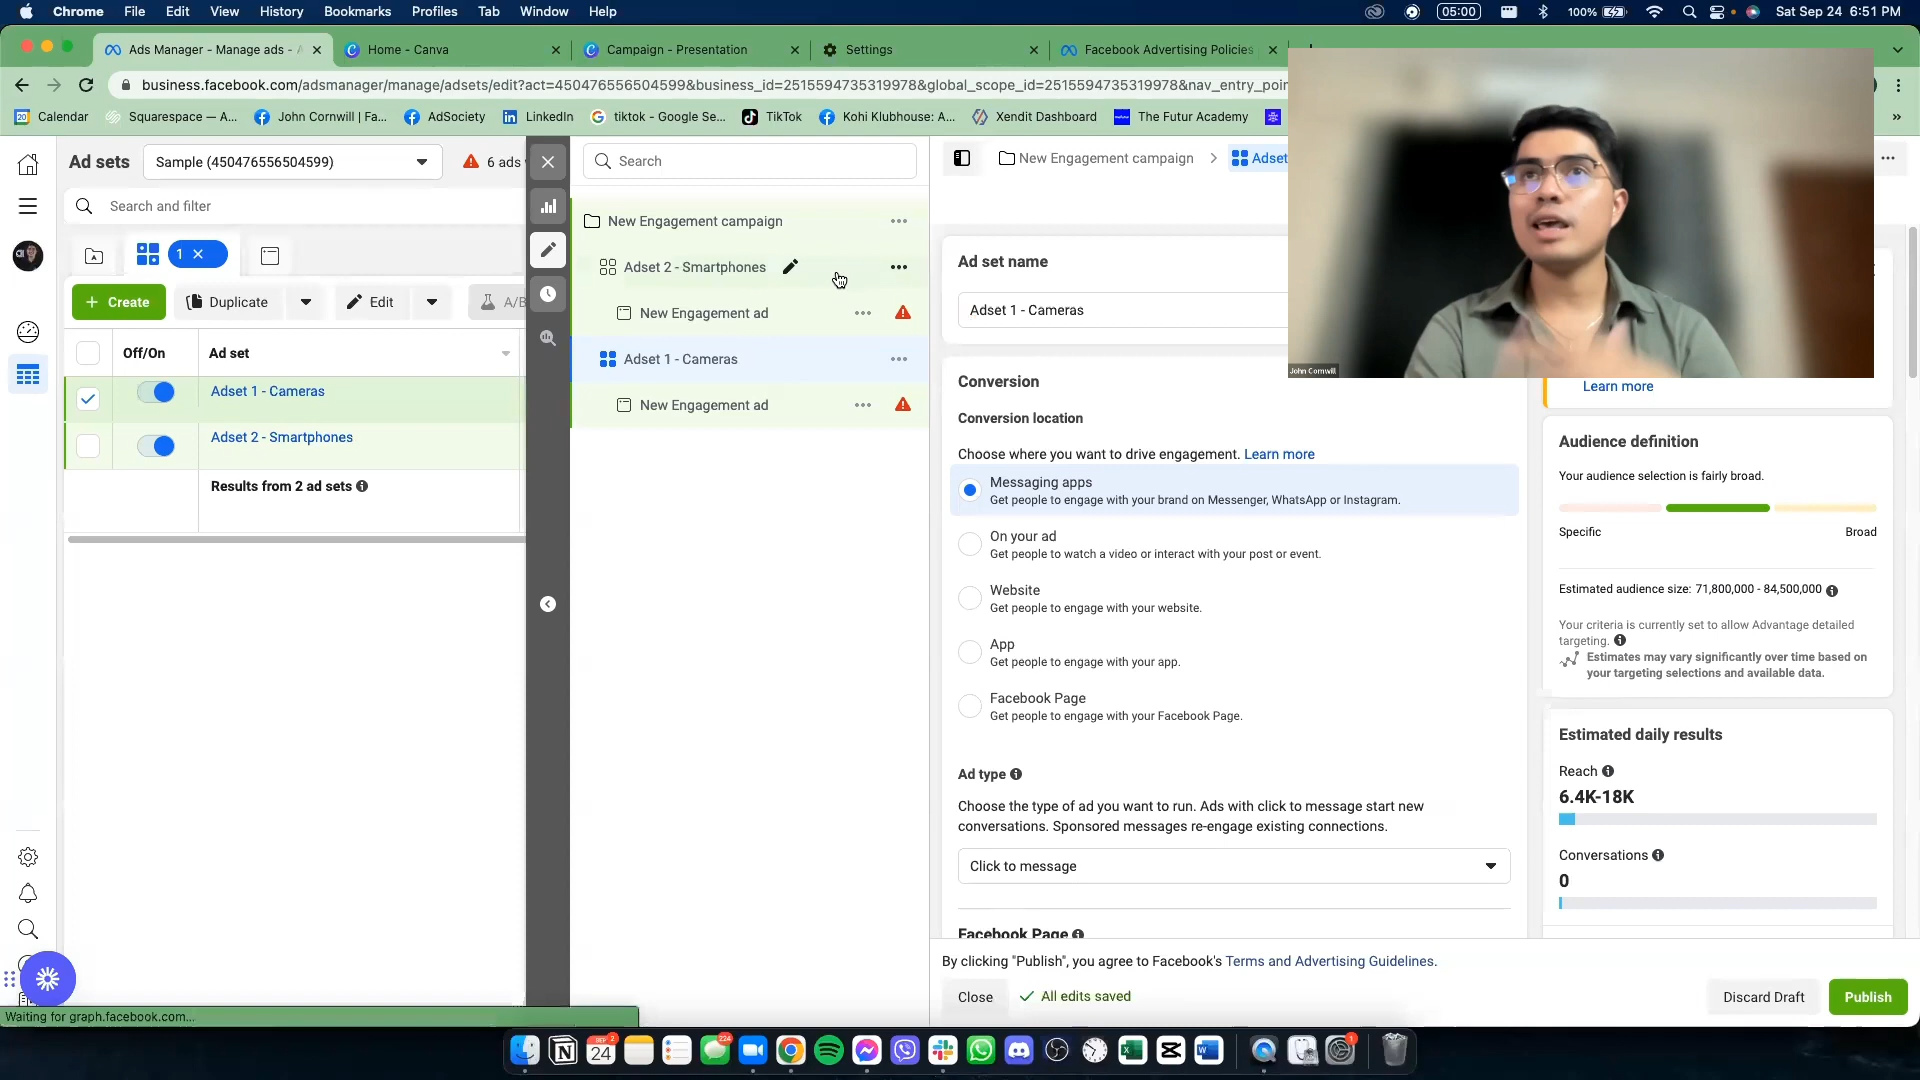 Chrome File Edit View History Bookmarks Profiles Tab Window Help 05:00 100% Sat Sep 24 6:51 PM
Ads Manager - Manage ads - Home - Canva Campaign - Presentation Settings Facebook Advertising Policies
business.facebook.com/adsmanager/manage/adsets/edit?act=450476556504599&business_id=2515594735319978&global_scope_id=2515594735319978&nav_entry_poin
Calendar Squarespace — A... John Cornwill | Fa... AdSociety LinkedIn tiktok - Google Se... TikTok Kohi Klubhouse: A... Xendit Dashboard The Futur Academy
Ad sets Sample (450476556504599) 6 ads
Search and filter
1
Create Duplicate Edit A/B
Off/On Ad set
Adset 1 - Cameras
Adset 2 - Smartphones
Results from 2 ad sets
Waiting for graph.facebook.com...
Search
New Engagement campaign
Adset 2 - Smartphones
New Engagement ad
Adset 1 - Cameras
New Engagement ad
New Engagement campaign Adset
Ad set name
Adset 1 - Cameras
Conversion
Conversion location
Choose where you want to drive engagement. Learn more
Messaging apps
Get people to engage with your brand on Messenger, WhatsApp or Instagram.
On your ad
Get people to watch a video or interact with your post or event.
Website
Get people to engage with your website.
App
Get people to engage with your app.
Facebook Page
Get people to engage with your Facebook Page.
Ad type
Choose the type of ad you want to run. Ads with click to message start new
conversations. Sponsored messages re-engage existing connections.
Click to message
Facebook Page
By clicking "Publish", you agree to Facebook's Terms and Advertising Guidelines.
Close All edits saved Discard Draft Publish
John Cornwill
Learn more
Audience definition
Your audience selection is fairly broad.
Specific Broad
Estimated audience size: 71,800,000 - 84,500,000
Your criteria is currently set to allow Advantage detailed
targeting.
Estimates may vary significantly over time based on
your targeting selections and available data.
Estimated daily results
Reach
6.4K-18K
Conversations
0
24